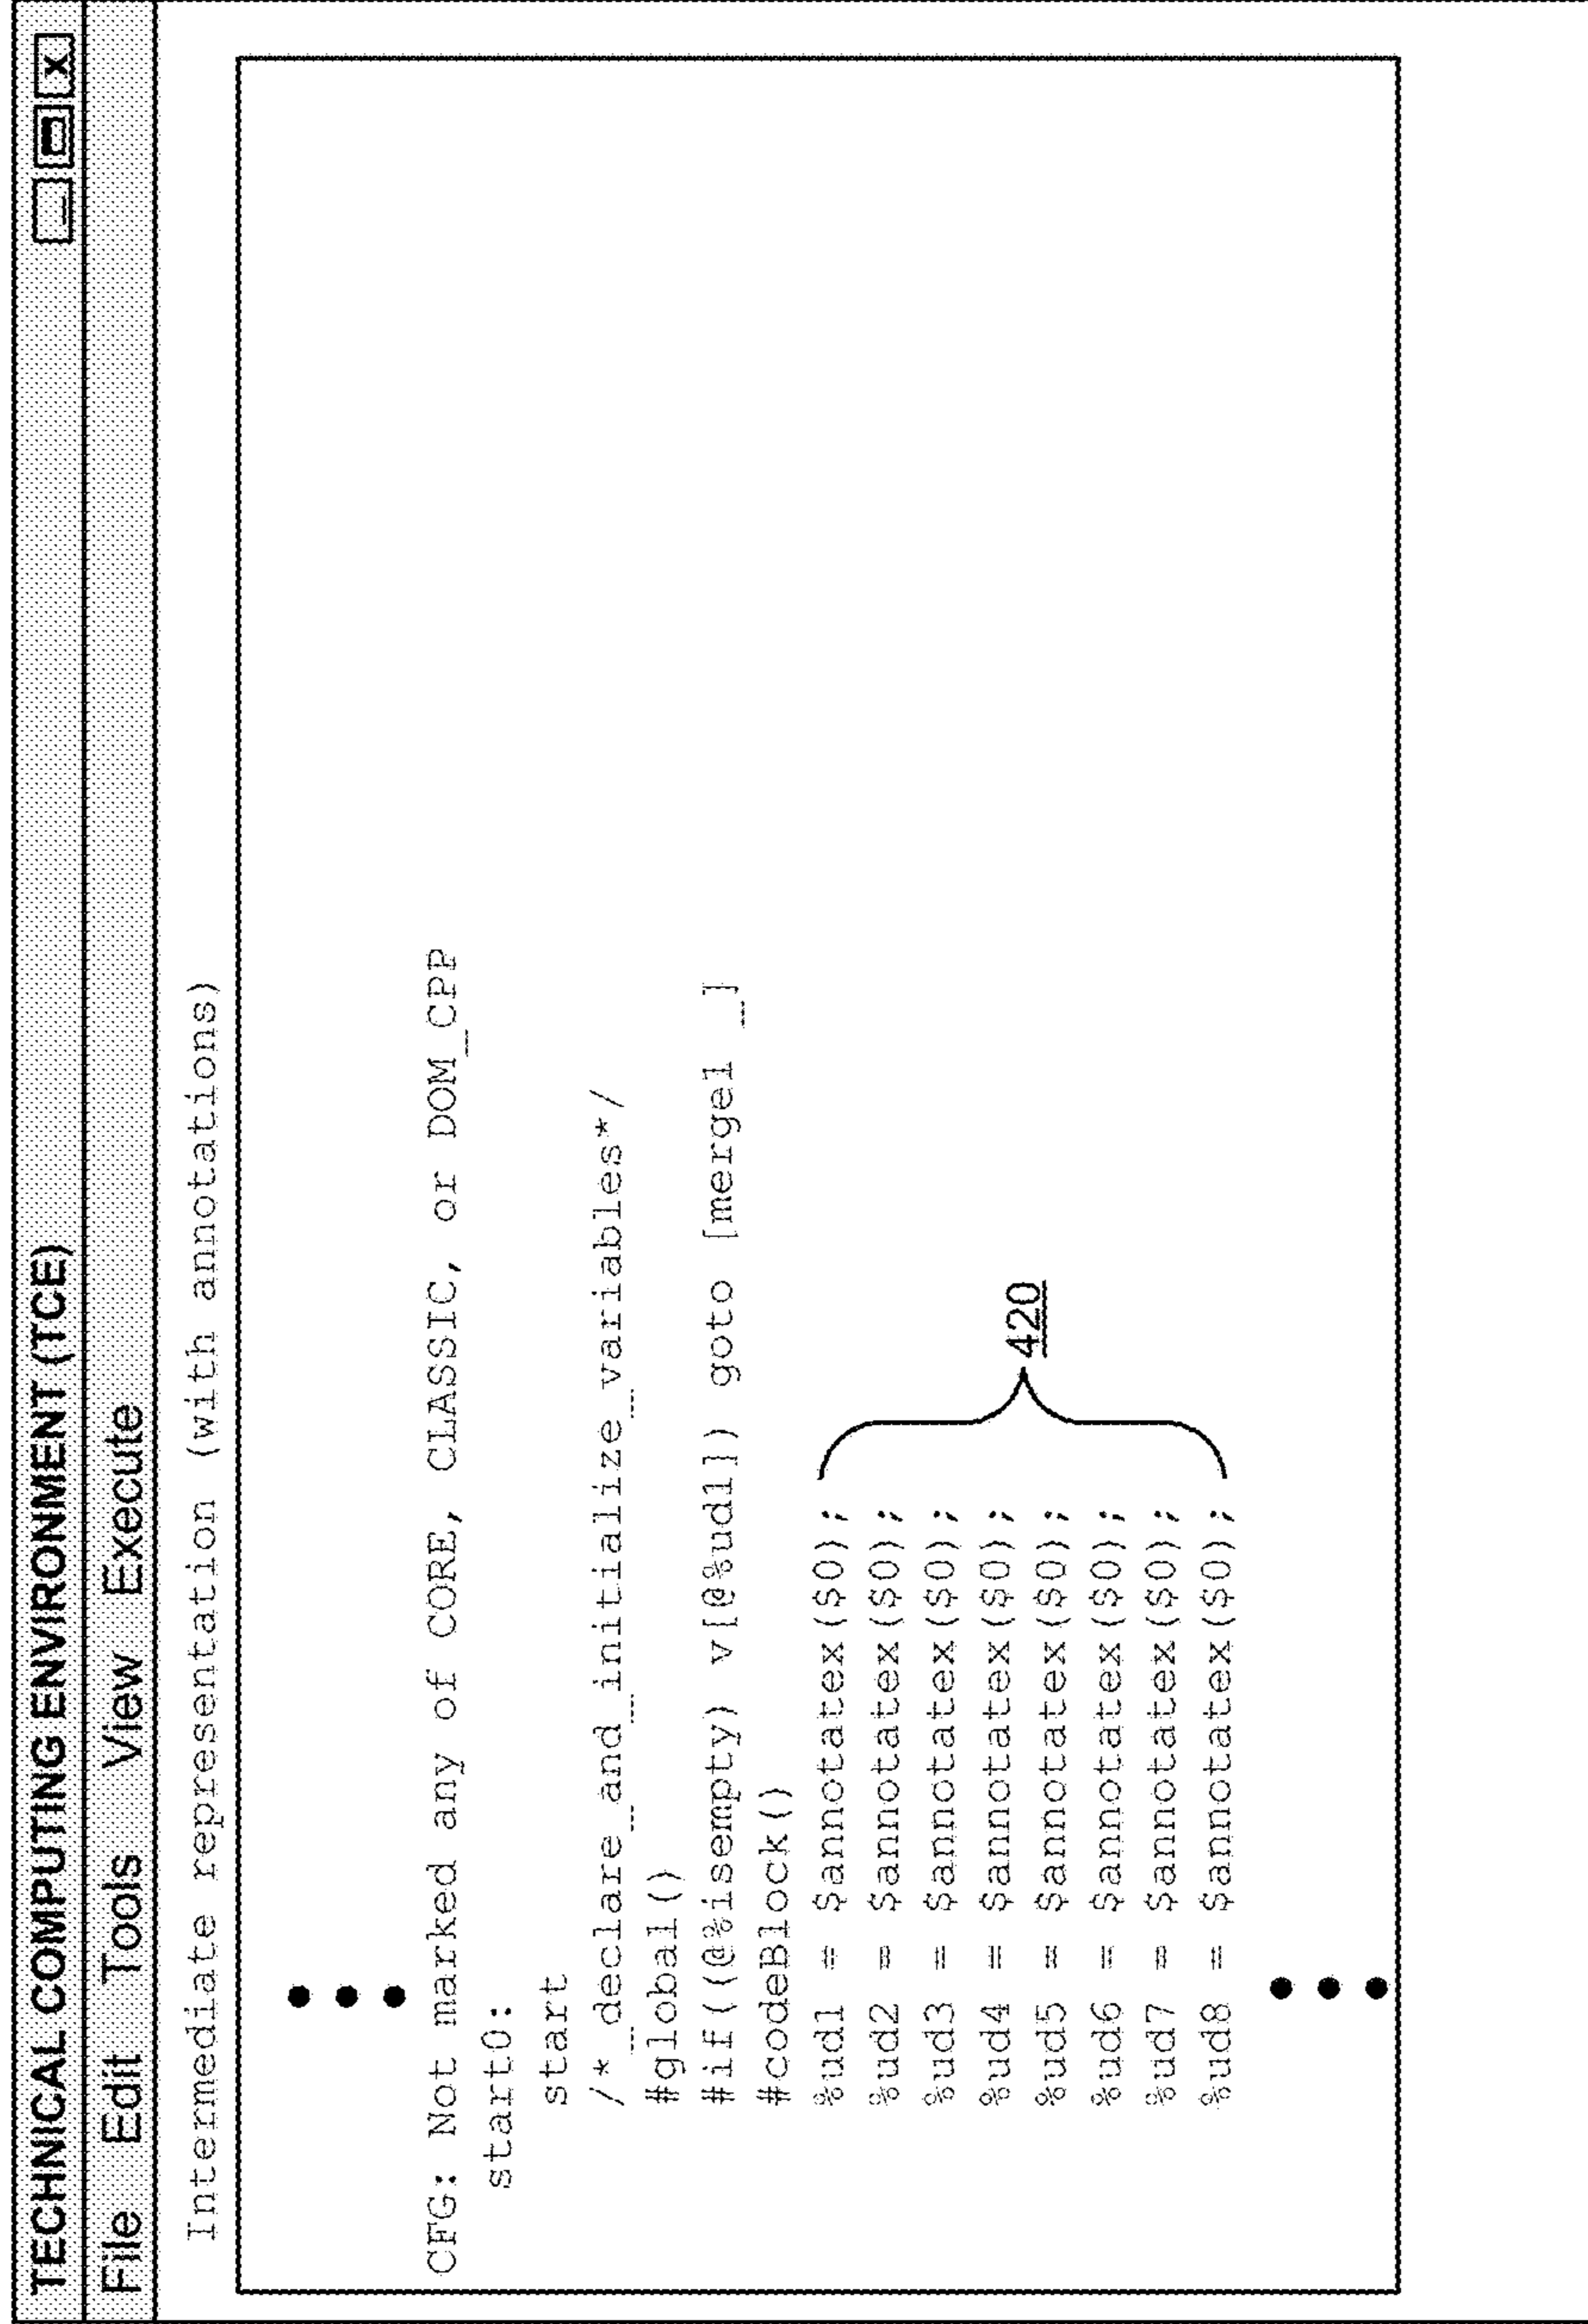 TECHNICAL COMPUTING ENVIRONMENT (TCE)
File Edit Tools View Execute
Intermediate representation (with annotations)
CFG: Not marked any of CORE, CLASSIC, or DOM_CPP
start0:
start
/*_declare_and_initialize_variables*/
#global()
#if((@%isempty) v[@%ud1]) goto [merge1 _]
#codeBlock()
%ud1 = $annotatex($0);
%ud2 = $annotatex($0);
%ud3 = $annotatex($0);
%ud4 = $annotatex($0);
%ud5 = $annotatex($0);
%ud6 = $annotatex($0);
%ud7 = $annotatex($0);
%ud8 = $annotatex($0);
420